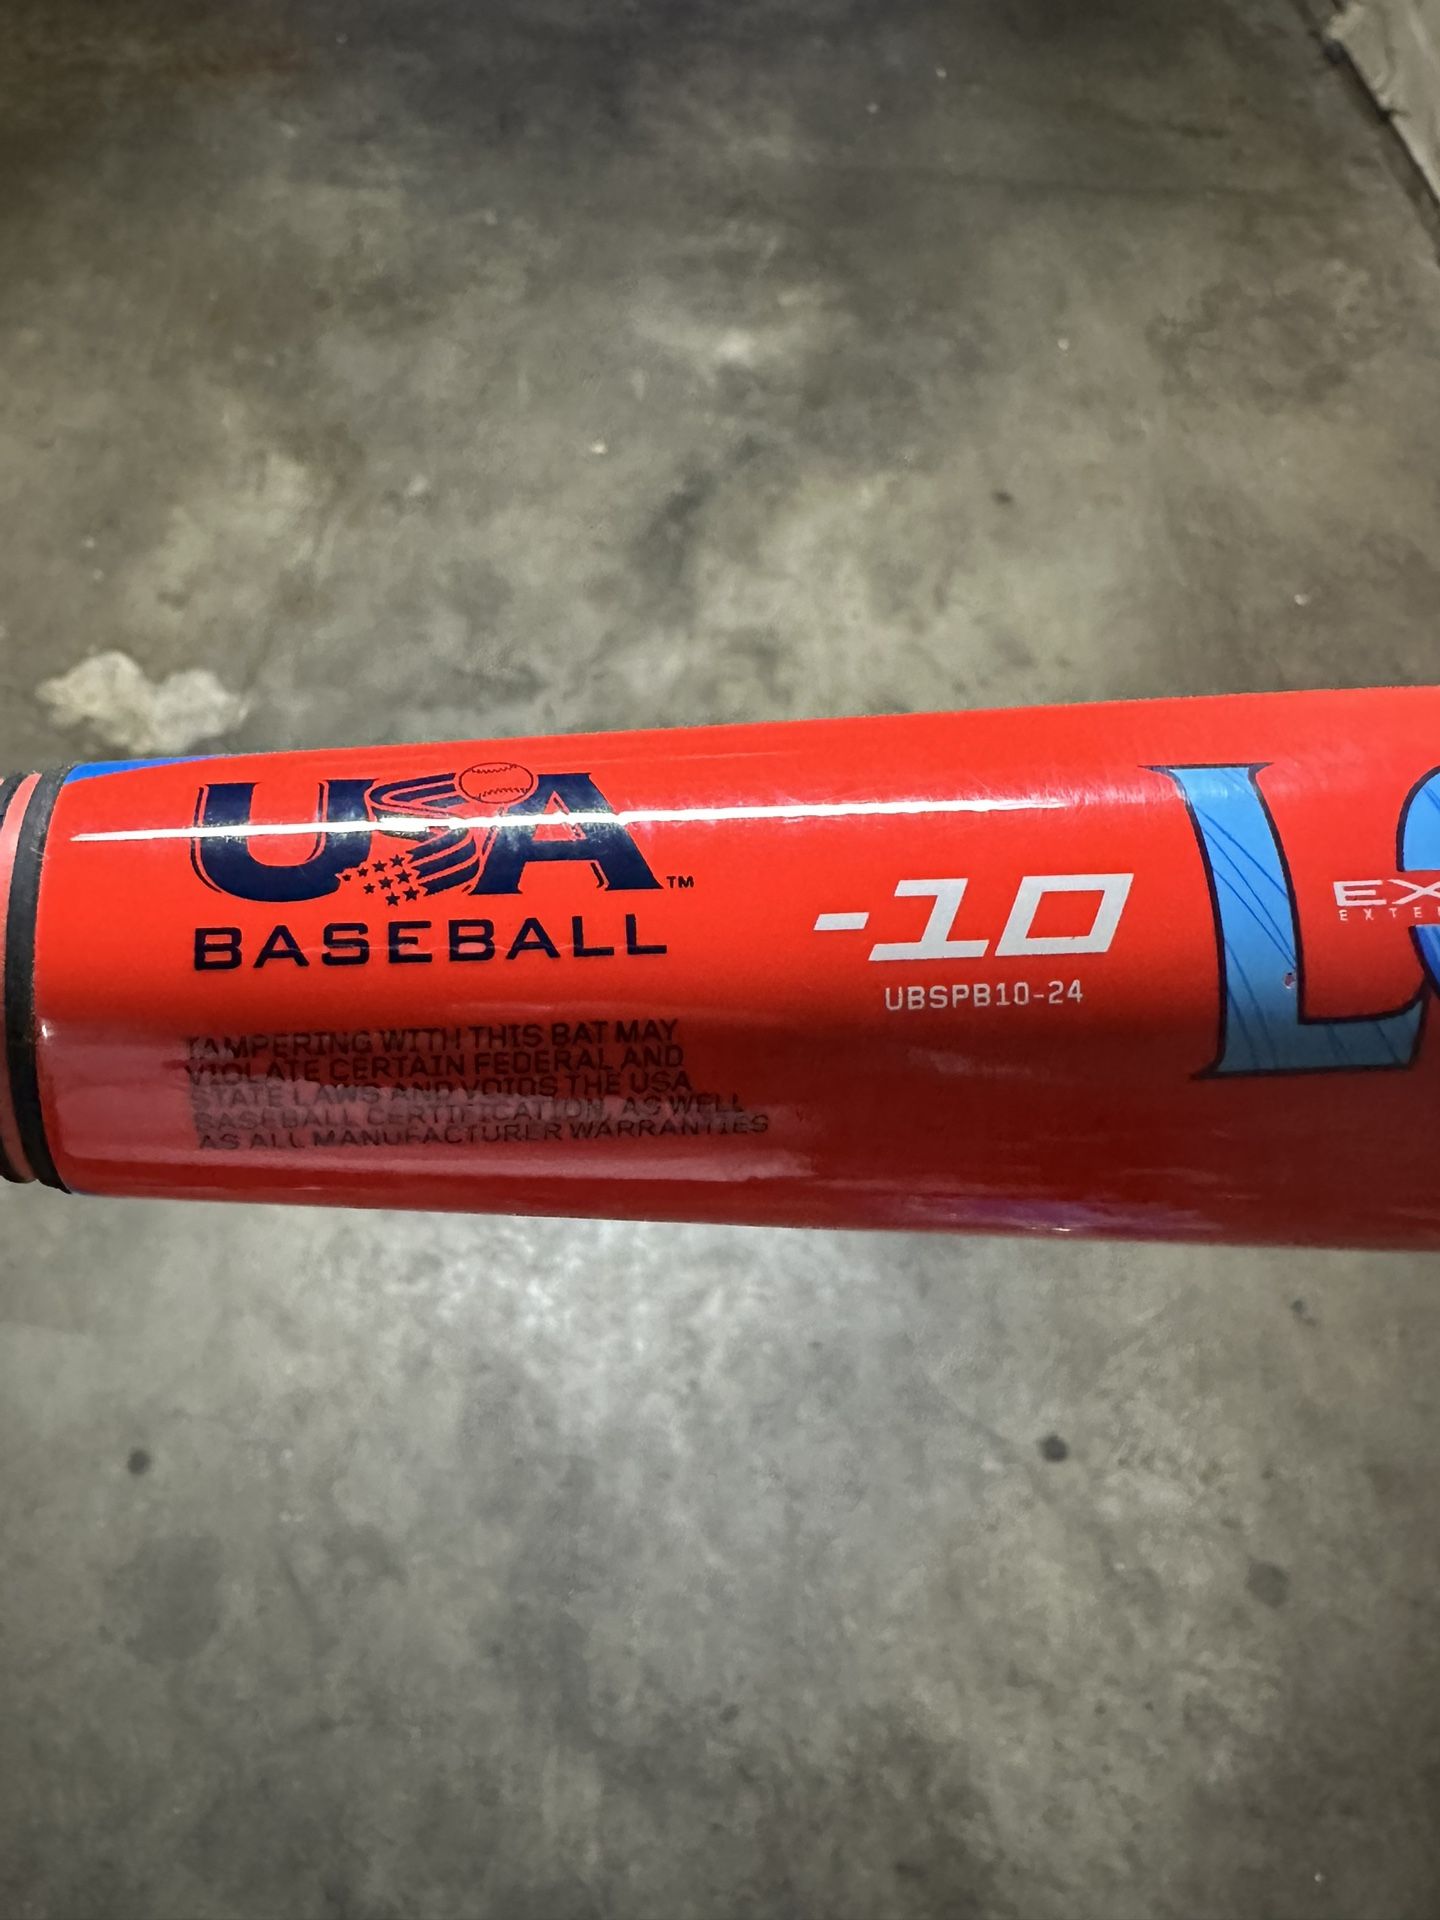 USA™
BASEBALL
-10
UBSPB10-24
TAMPERING WITH THIS BAT MAY
VIOLATE CERTAIN FEDERAL AND
STATE LAWS AND VOIDS THE USA
BASEBALL CERTIFICATION, AS WELL
AS ALL MANUFACTURER WARRANTIES